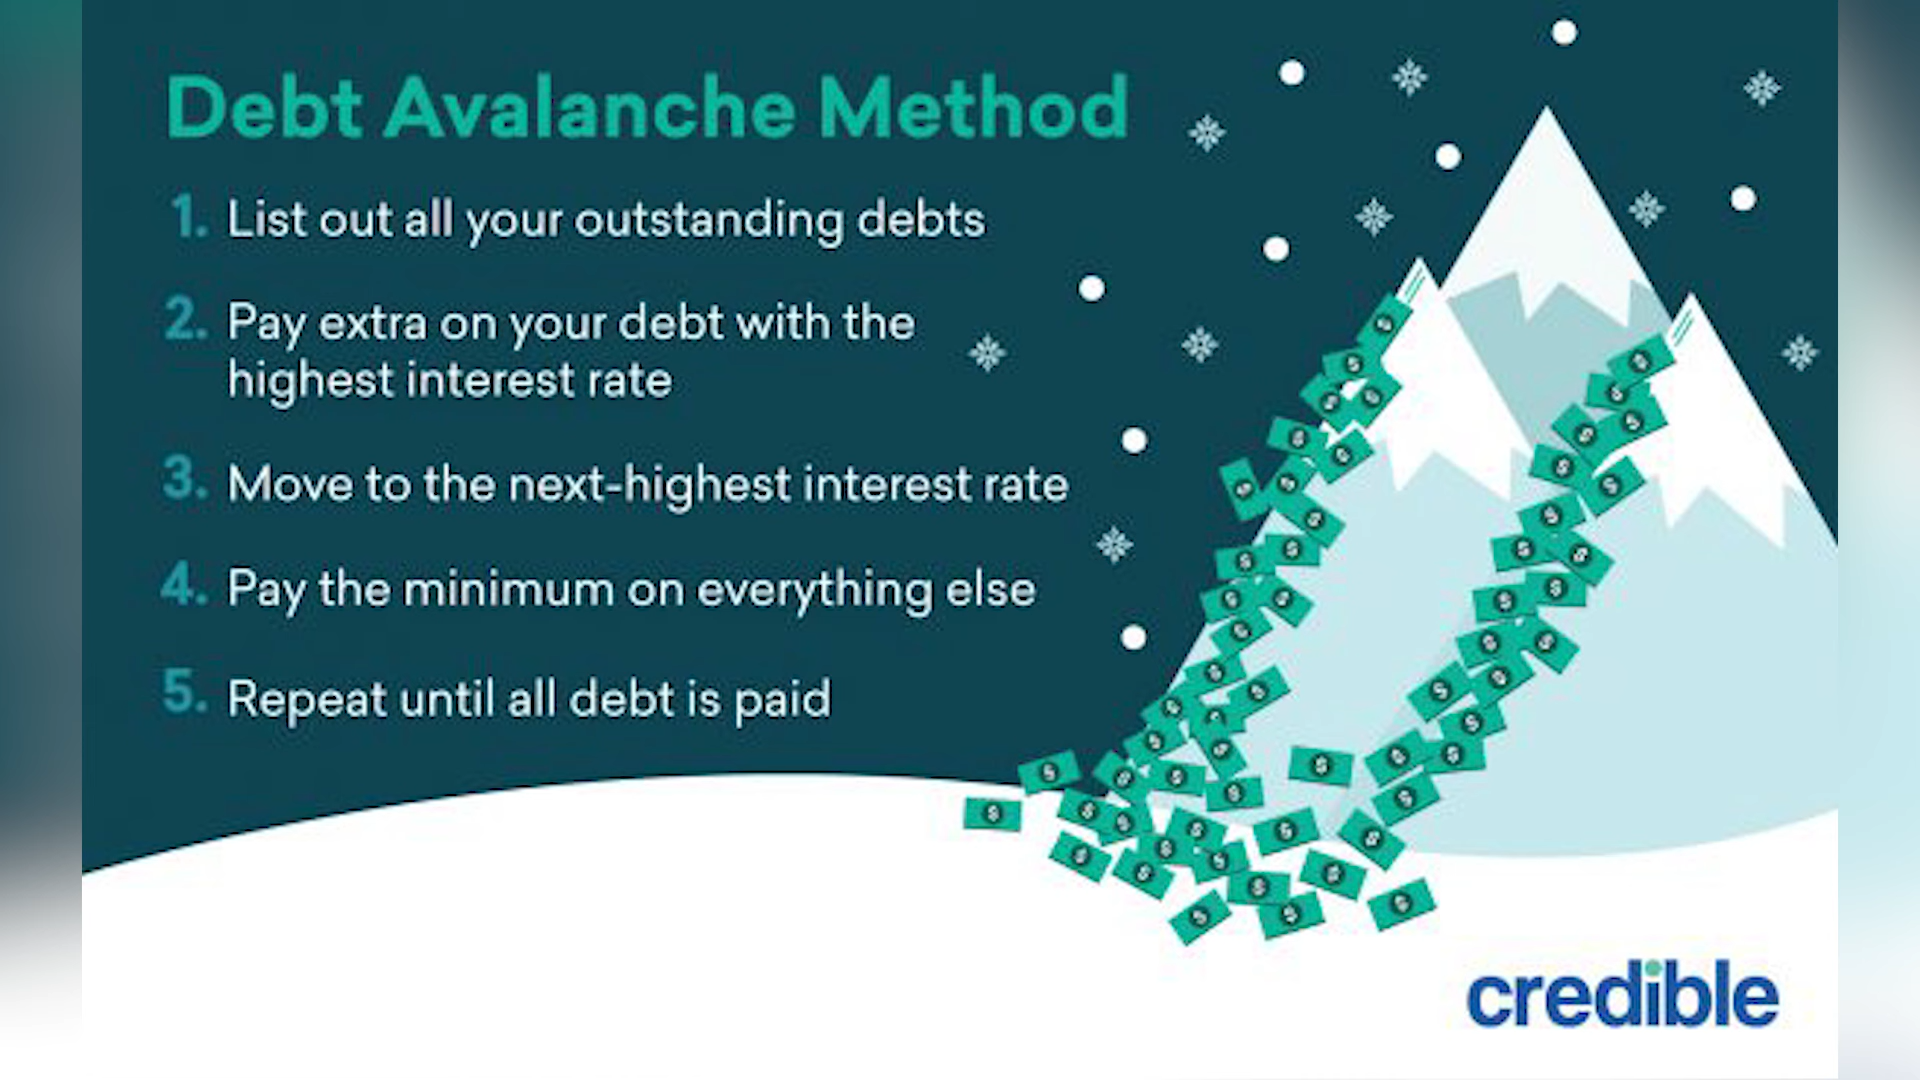 Debt Avalanche Method
1. List out all your outstanding debts
2. Pay extra on your debt with the
highest interest rate
3. Move to the next-highest interest rate
4. Pay the minimum on everything else
5. Repeat until all debt is paid
credible